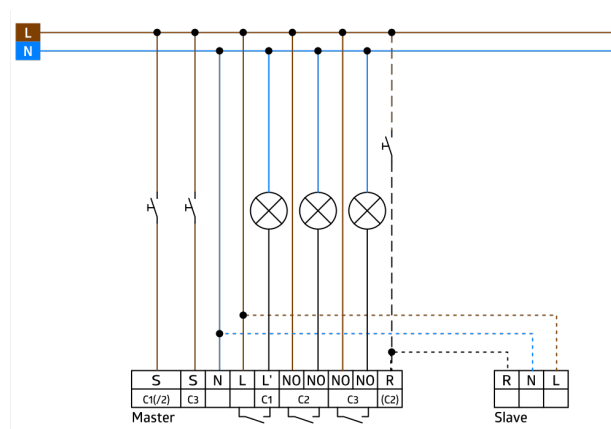 L
N
S S N L L' NO NO NO NO R
C1(/2) C3 C1 C2 C3 (C2)
Master
R N L
Slave